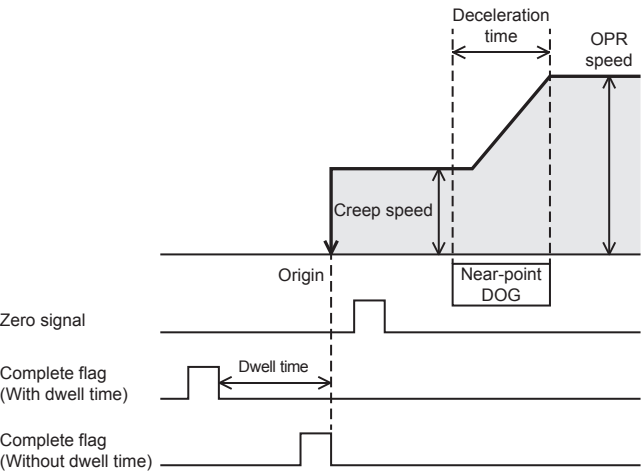 Deceleration
time
OPR
speed
Creep speed
Origin
Near-point
DOG
Zero signal
Dwell time
Complete flag
(With dwell time)
Complete flag
(Without dwell time)